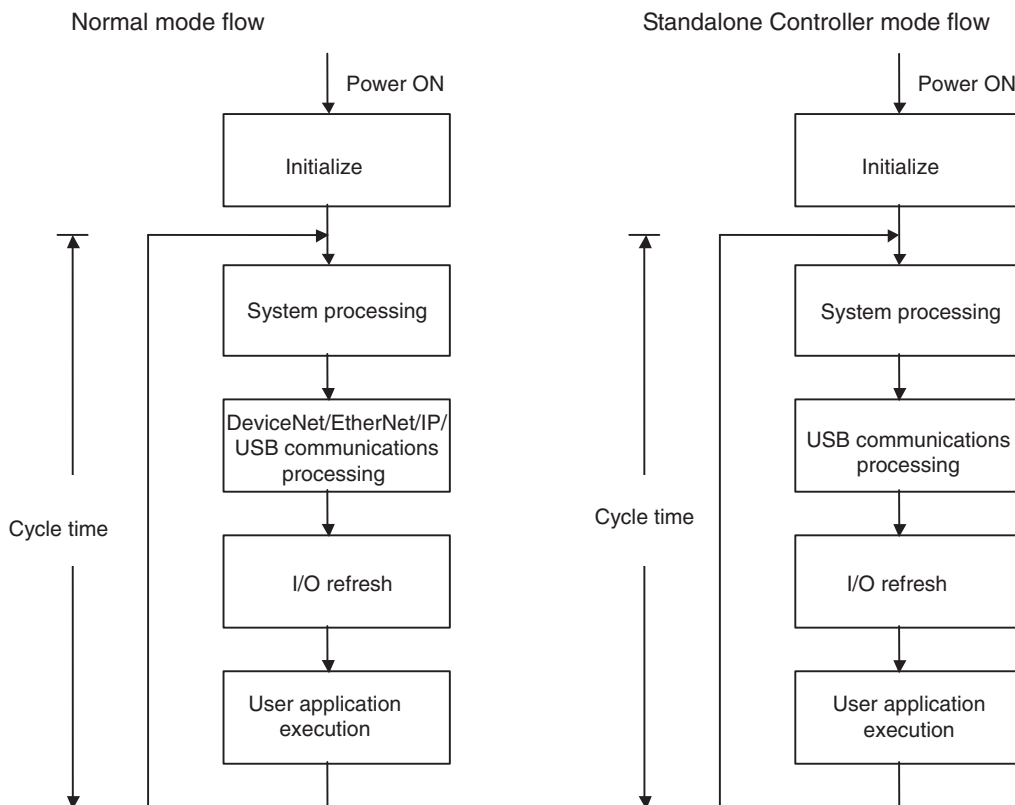 Normal mode flow
Power ON
Initialize
System processing
DeviceNet/EtherNet/IP/
USB communications
processing
Cycle time
I/O refresh
User application
execution
Standalone Controller mode flow
Power ON
Initialize
System processing
USB communications
processing
Cycle time
I/O refresh
User application
execution